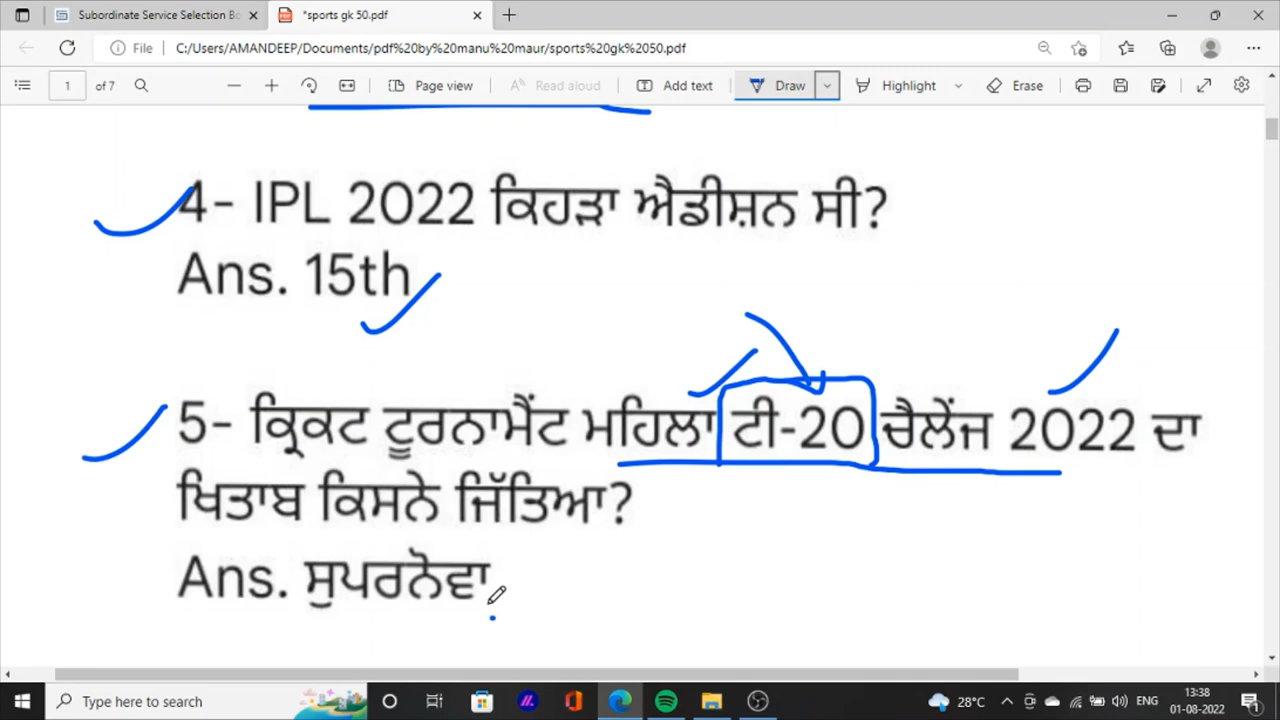 Subordinate Service Selection Bo
*sports gk 50.pdf
File C:/Users/AMANDEEP/Documents/pdf%20by%20manu%20maur/sports%20gk%2050.pdf
1 of 7 Page view Read aloud Add text Draw Highlight Erase
4- IPL 2022 ਕਿਹੜਾ ਐਡੀਸ਼ਨ ਸੀ?
Ans. 15th
5- ਕ੍ਰਿਕਟ ਟੂਰਨਾਮੈਂਟ ਮਹਿਲਾ ਟੀ-20 ਚੈਲੇਂਜ 2022 ਦਾ
ਖਿਤਾਬ ਕਿਸਨੇ ਜਿੱਤਿਆ?
Ans. ਸੁਪਰਨੋਵਾ
Type here to search 28°C ENG 13:38
01-08-2022 1